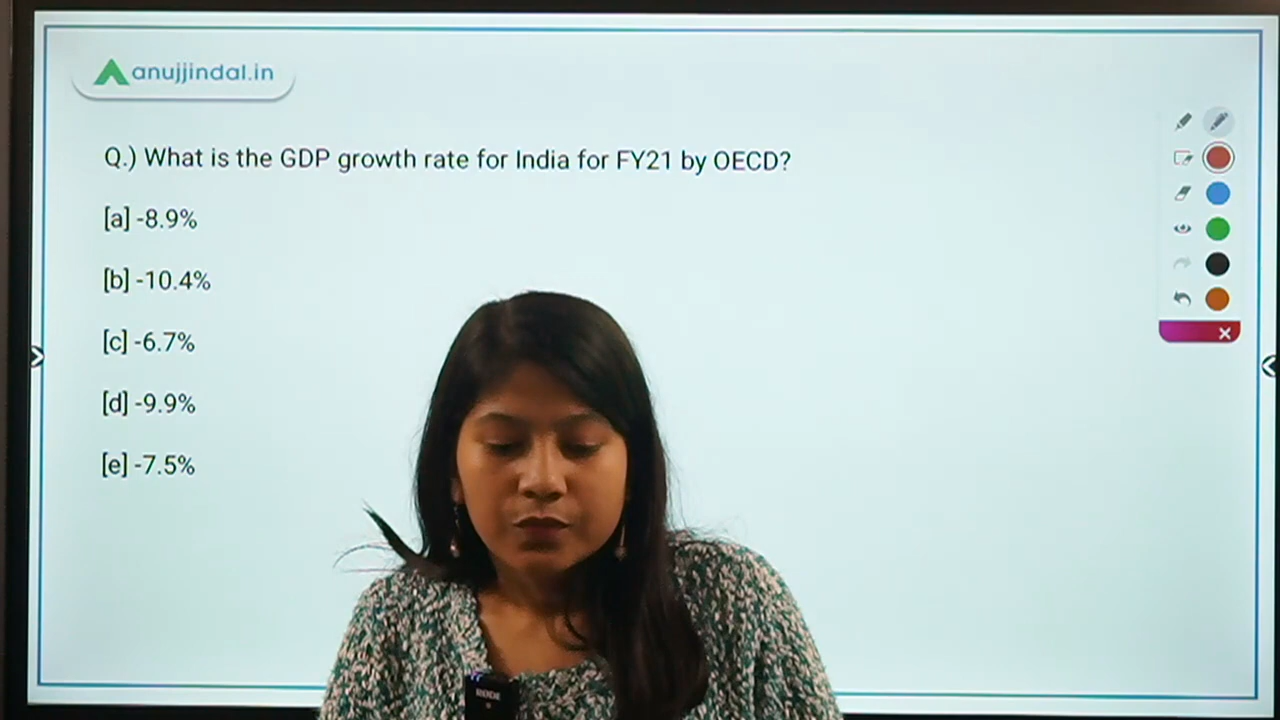 anujjindal.in
Q.) What is the GDP growth rate for India for FY21 by OECD?
[a] -8.9%
[b] -10.4%
[c] -6.7%
[d] -9.9%
[e] -7.5%
RODE